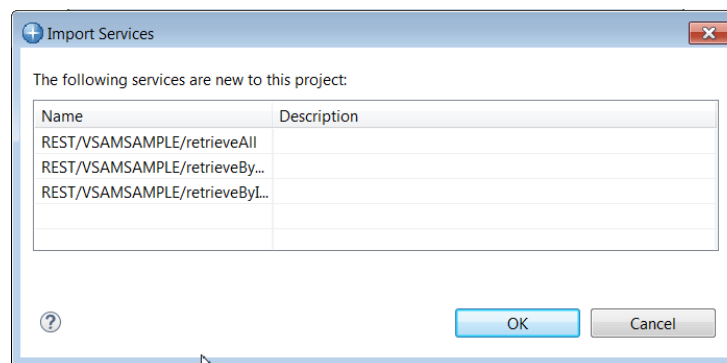 Import Services
The following services are new to this project:
Name Description
REST/VSAMSAMPLE/retrieveAll
REST/VSAMSAMPLE/retrieveBy...
REST/VSAMSAMPLE/retrieveByI...
?
OK Cancel